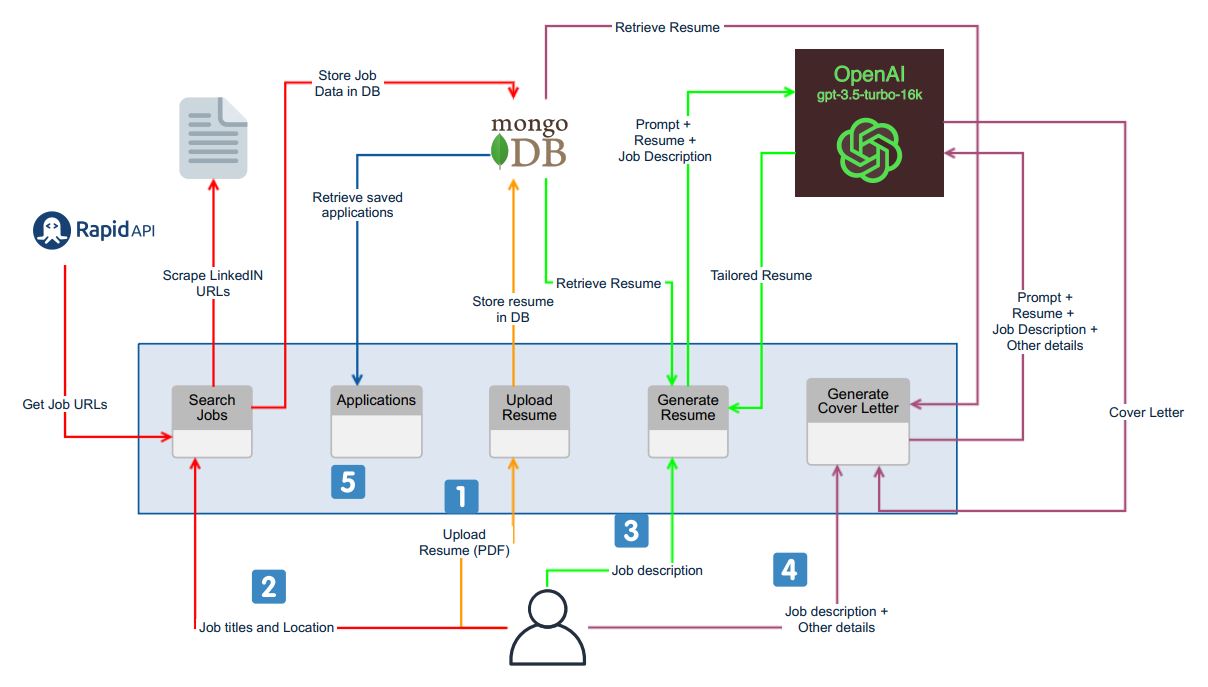 Retrieve Resume
Store Job
Data in DB
OpenAI
gpt-3.5-turbo-16k
mongo
DB
Prompt +
Resume +
Job Description
Retrieve saved
applications
RapidAPI
Scrape LinkedIN
URLs
Retrieve Resume
Tailored Resume
Store resume
in DB
Prompt +
Resume +
Job Description +
Other details
Get Job URLs
Search
Jobs
Applications
Upload
Resume
Generate
Resume
Generate
Cover Letter
Cover Letter
5
1
3
Upload
Resume (PDF)
2
4
Job description
Job titles and Location
Job description +
Other details